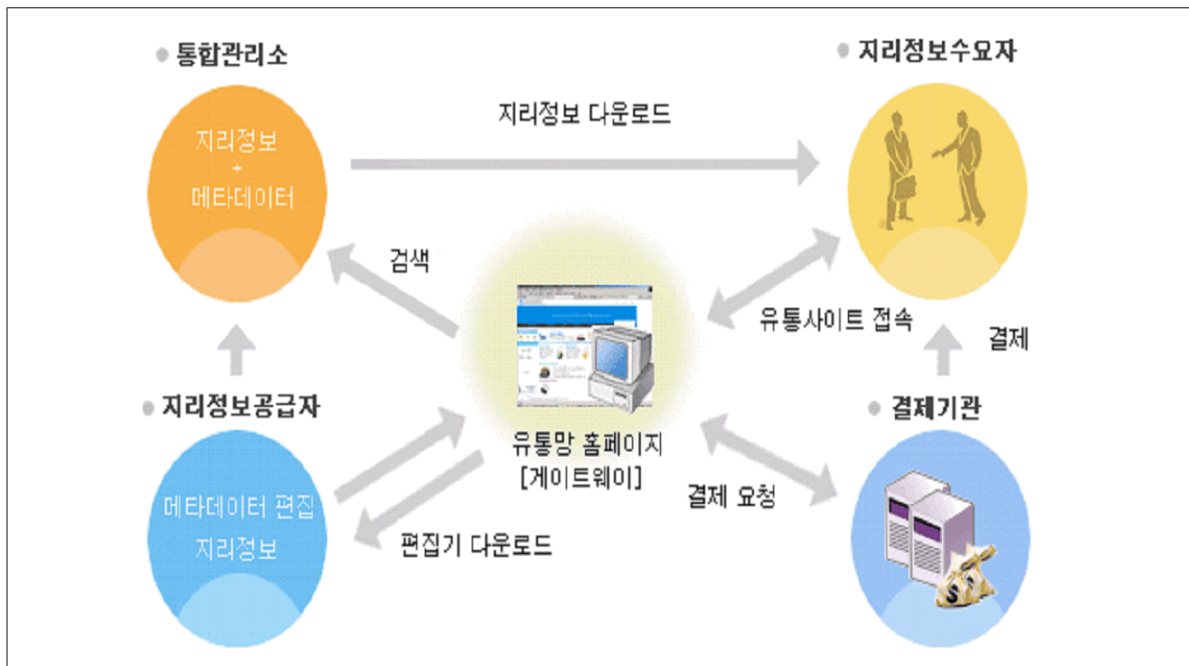 통합관리소
지리정보수요자
지리정보
+
메타데이터
지리정보 다운로드
검색
유통사이트 접속
결제
지리정보공급자
결제기관
유통망 홈페이지
[게이트웨이]
메타데이터 편집
지리정보
편집기 다운로드
결제 요청